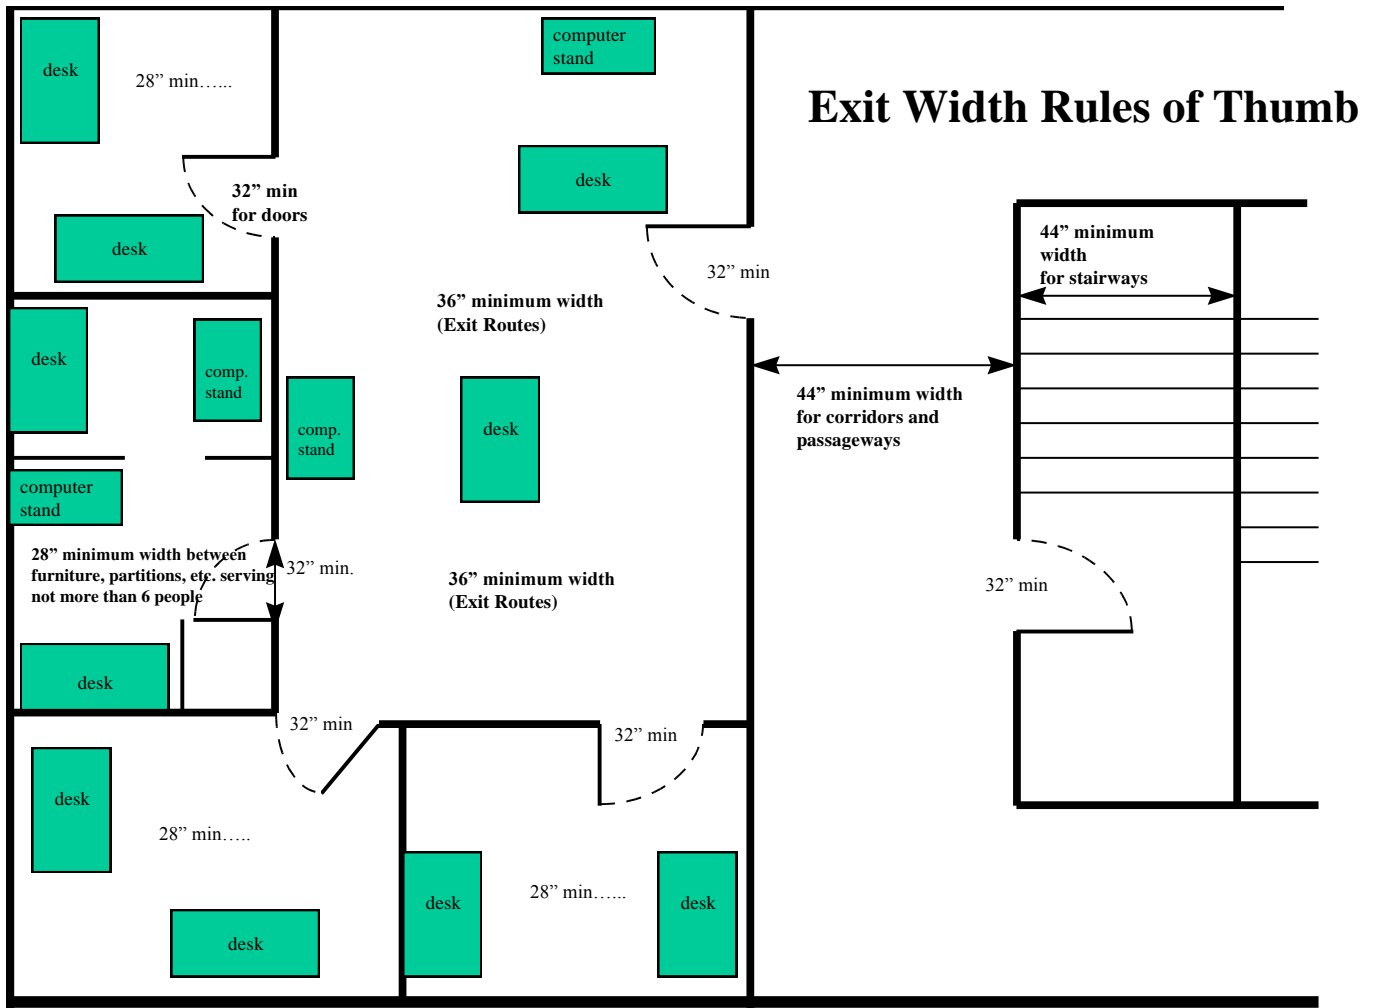 Exit Width Rules of Thumb
desk
28” min…...
computer
stand
desk
32” min
for doors
desk
32” min
44” minimum
width
for stairways
36” minimum width
(Exit Routes)
desk
comp.
stand
comp.
stand
desk
44” minimum width
for corridors and
passageways
computer
stand
28” minimum width between
furniture, partitions, etc. serving
not more than 6 people
32” min.
36” minimum width
(Exit Routes)
32” min
desk
32” min
32” min
desk
28” min…..
desk
28” min…...
desk
desk